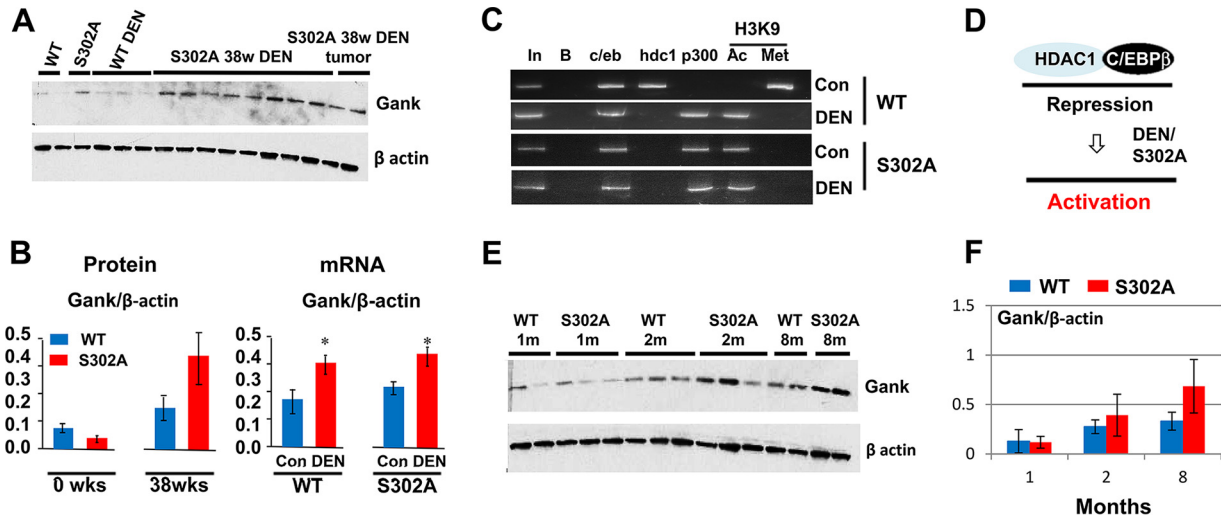 A
WT
S302A
WT DEN
S302A 38w DEN
S302A 38w DEN
tumor
Gank
β actin
B
Protein
mRNA
Gank/β-actin
Gank/β-actin
WT
S302A
0.5
0.4
0.3
0.2
0.1
0.0
0 wks
38wks
0.5
0.4
0.3
0.2
0.1
0.0
*
*
Con DEN
Con DEN
WT
S302A
C
H3K9
In B c/eb hdc1 p300 Ac Met
Con
DEN
WT
Con
DEN
S302A
D
HDAC1
C/EBPβ
Repression
DEN/
S302A
Activation
E
WT S302A WT S302A WT S302A
1m 1m 2m 2m 8m 8m
Gank
β actin
F
WT
S302A
Gank/β-actin
1.5
1
0.5
0
1 2 8
Months